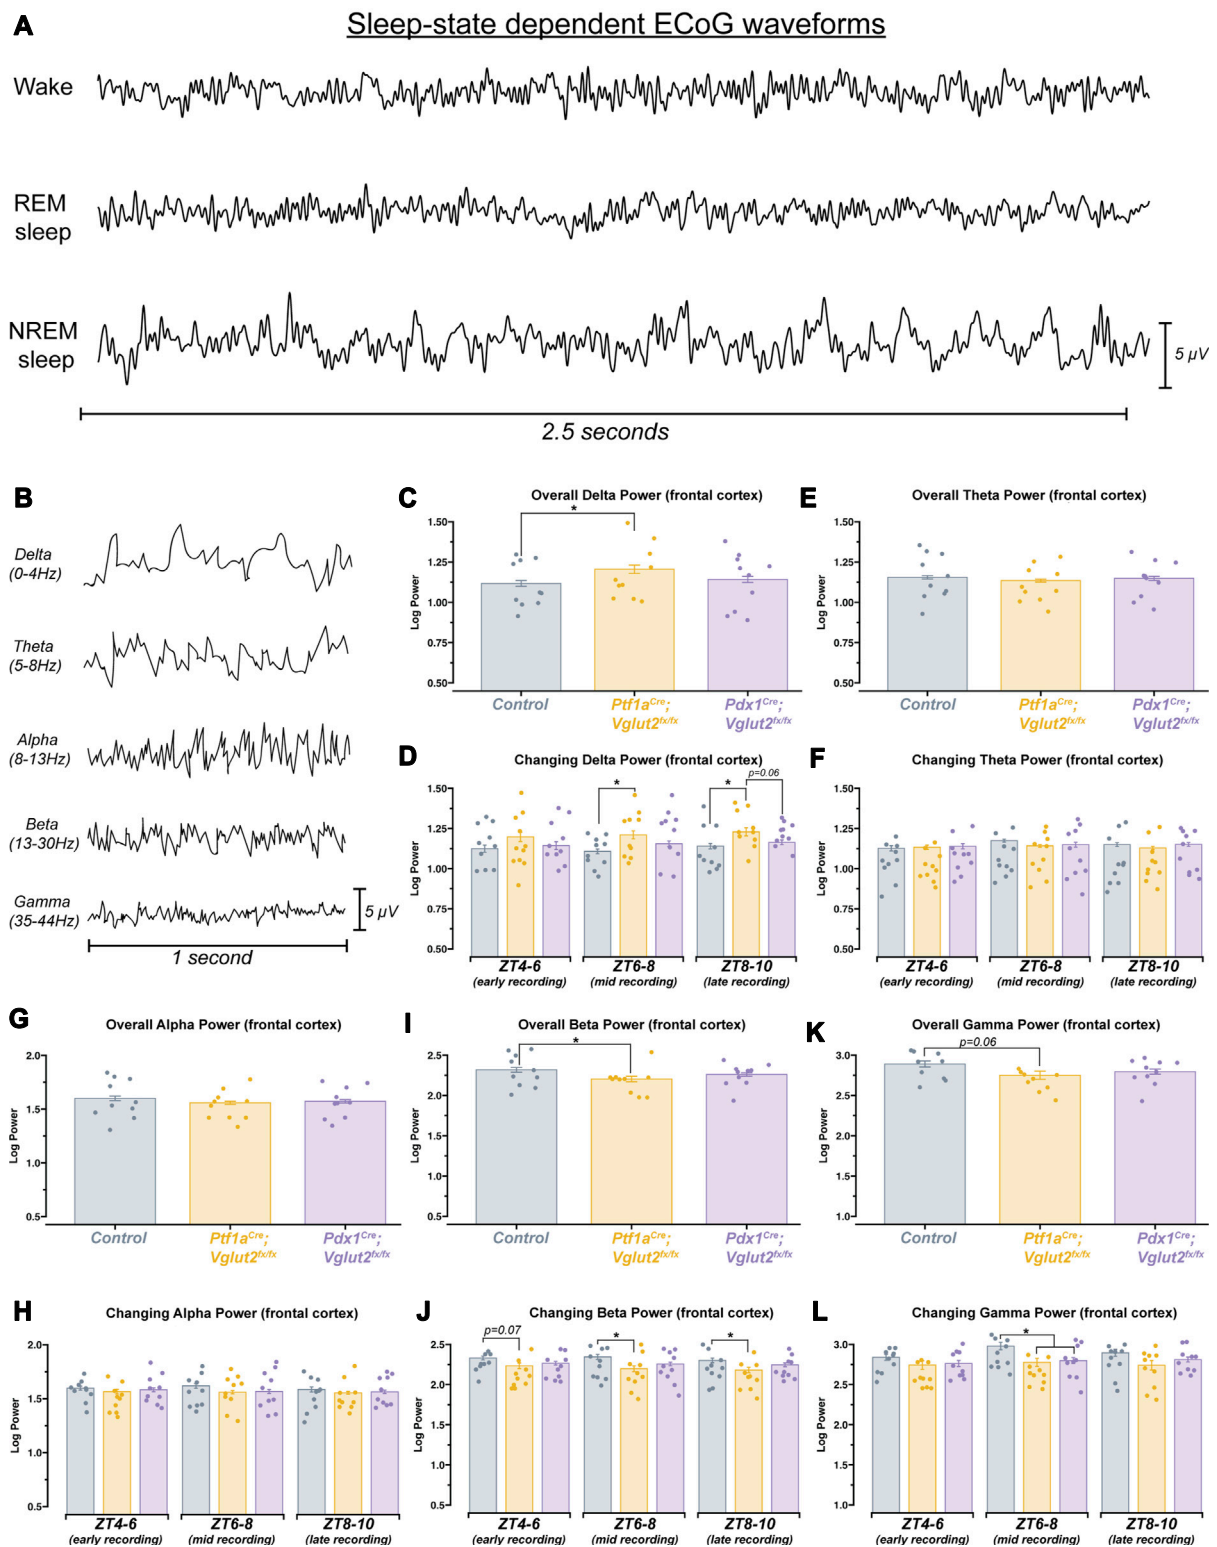 A
Sleep-state dependent ECoG waveforms
Wake
REM
sleep
NREM
sleep
5 µV
2.5 seconds
B
Delta
(0-4Hz)
Theta
(5-8Hz)
Alpha
(8-13Hz)
Beta
(13-30Hz)
Gamma
(35-44Hz)
5 µV
1 second
C
Overall Delta Power (frontal cortex)
*
1.50
1.25
1.00
0.75
0.50
Log Power
Control
Ptf1aCre;
Vglut2fx/fx
Pdx1Cre;
Vglut2fx/fx
E
Overall Theta Power (frontal cortex)
1.50
1.25
1.00
0.75
0.50
Log Power
Control
Ptf1aCre;
Vglut2fx/fx
Pdx1Cre;
Vglut2fx/fx
D
Changing Delta Power (frontal cortex)
* * p=0.06
1.50
1.25
1.00
0.75
0.50
Log Power
ZT4-6 ZT6-8 ZT8-10
(early recording) (mid recording) (late recording)
F
Changing Theta Power (frontal cortex)
1.50
1.25
1.00
0.75
0.50
Log Power
ZT4-6 ZT6-8 ZT8-10
(early recording) (mid recording) (late recording)
G
Overall Alpha Power (frontal cortex)
2.0
1.5
1.0
0.5
Log Power
Control
Ptf1aCre;
Vglut2fx/fx
Pdx1Cre;
Vglut2fx/fx
I
Overall Beta Power (frontal cortex)
*
2.5
2.0
1.5
1.0
0.5
Log Power
Control
Ptf1aCre;
Vglut2fx/fx
Pdx1Cre;
Vglut2fx/fx
K
Overall Gamma Power (frontal cortex)
p=0.06
3.0
2.5
2.0
1.5
1.0
Log Power
Control
Ptf1aCre;
Vglut2fx/fx
Pdx1Cre;
Vglut2fx/fx
H
Changing Alpha Power (frontal cortex)
2.0
1.5
1.0
0.5
Log Power
ZT4-6 ZT6-8 ZT8-10
(early recording) (mid recording) (late recording)
J
Changing Beta Power (frontal cortex)
p=0.07 * *
2.5
2.0
1.5
1.0
0.5
Log Power
ZT4-6 ZT6-8 ZT8-10
(early recording) (mid recording) (late recording)
L
Changing Gamma Power (frontal cortex)
*
3.0
2.5
2.0
1.5
1.0
Log Power
ZT4-6 ZT6-8 ZT8-10
(early recording) (mid recording) (late recording)